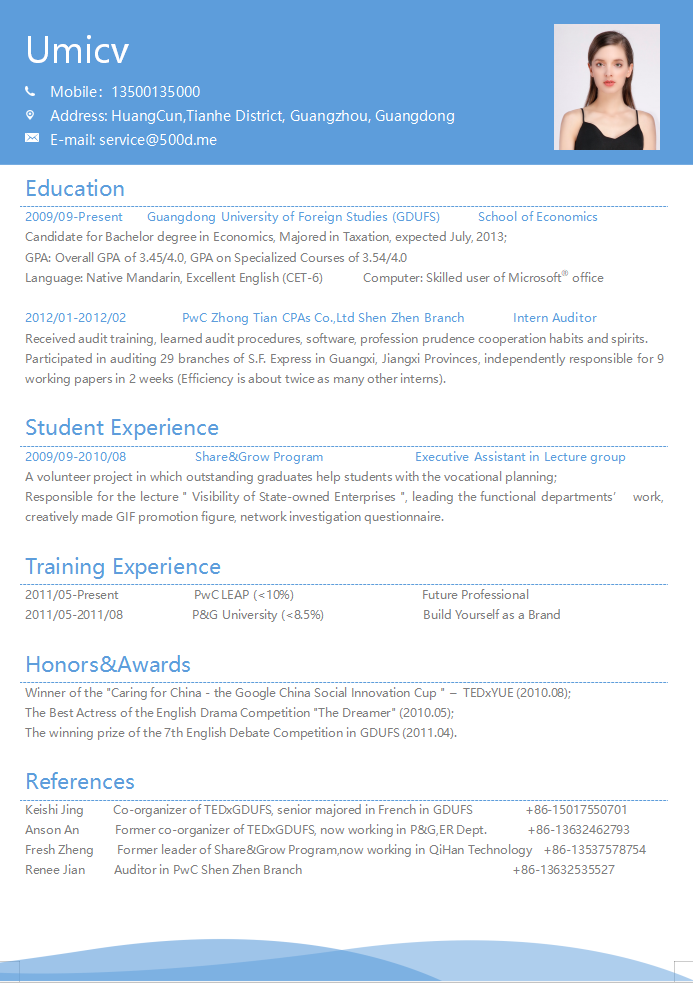 Umicv
Mobile：13500135000
Address: HuangCun,Tianhe District, Guangzhou, Guangdong
E-mail: service@500d.me
Education
2009/09-Present Guangdong University of Foreign Studies (GDUFS) School of Economics
Candidate for Bachelor degree in Economics, Majored in Taxation, expected July, 2013;
GPA: Overall GPA of 3.45/4.0, GPA on Specialized Courses of 3.54/4.0
Language: Native Mandarin, Excellent English (CET-6) Computer: Skilled user of Microsoft® office
2012/01-2012/02 PwC Zhong Tian CPAs Co.,Ltd Shen Zhen Branch Intern Auditor
Received audit training, learned audit procedures, software, profession prudence cooperation habits and spirits.
Participated in auditing 29 branches of S.F. Express in Guangxi, Jiangxi Provinces, independently responsible for 9
working papers in 2 weeks (Efficiency is about twice as many other interns).
Student Experience
2009/09-2010/08 Share&Grow Program Executive Assistant in Lecture group
A volunteer project in which outstanding graduates help students with the vocational planning;
Responsible for the lecture " Visibility of State-owned Enterprises ", leading the functional departments’ work,
creatively made GIF promotion figure, network investigation questionnaire.
Training Experience
2011/05-Present PwC LEAP (<10%) Future Professional
2011/05-2011/08 P&G University (<8.5%) Build Yourself as a Brand
Honors&Awards
Winner of the "Caring for China - the Google China Social Innovation Cup " – TEDxYUE (2010.08);
The Best Actress of the English Drama Competition "The Dreamer" (2010.05);
The winning prize of the 7th English Debate Competition in GDUFS (2011.04).
References
Keishi Jing Co-organizer of TEDxGDUFS, senior majored in French in GDUFS +86-15017550701
Anson An Former co-organizer of TEDxGDUFS, now working in P&G,ER Dept. +86-13632462793
Fresh Zheng Former leader of Share&Grow Program,now working in QiHan Technology +86-13537578754
Renee Jian Auditor in PwC Shen Zhen Branch +86-13632535527